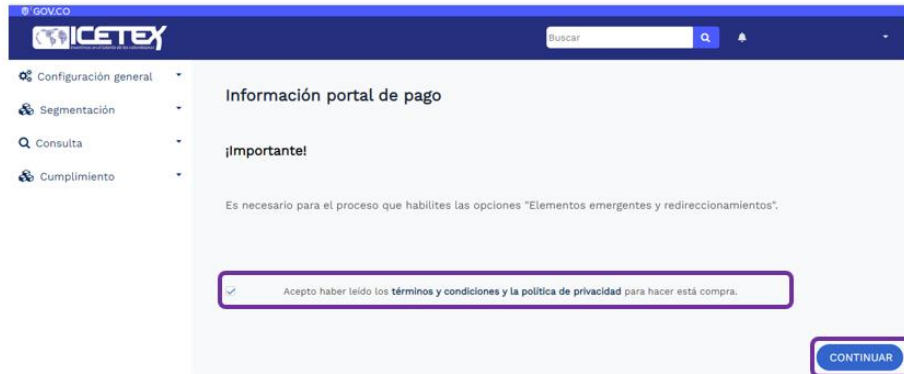 GOV.CO
ICETEX
Buscar
Configuración general
Segmentación
Consulta
Cumplimiento
Información portal de pago
¡Importante!
Es necesario para el proceso que habilites las opciones "Elementos emergentes y redireccionamientos".
Acepto haber leído los términos y condiciones y la política de privacidad para hacer está compra.
CONTINUAR